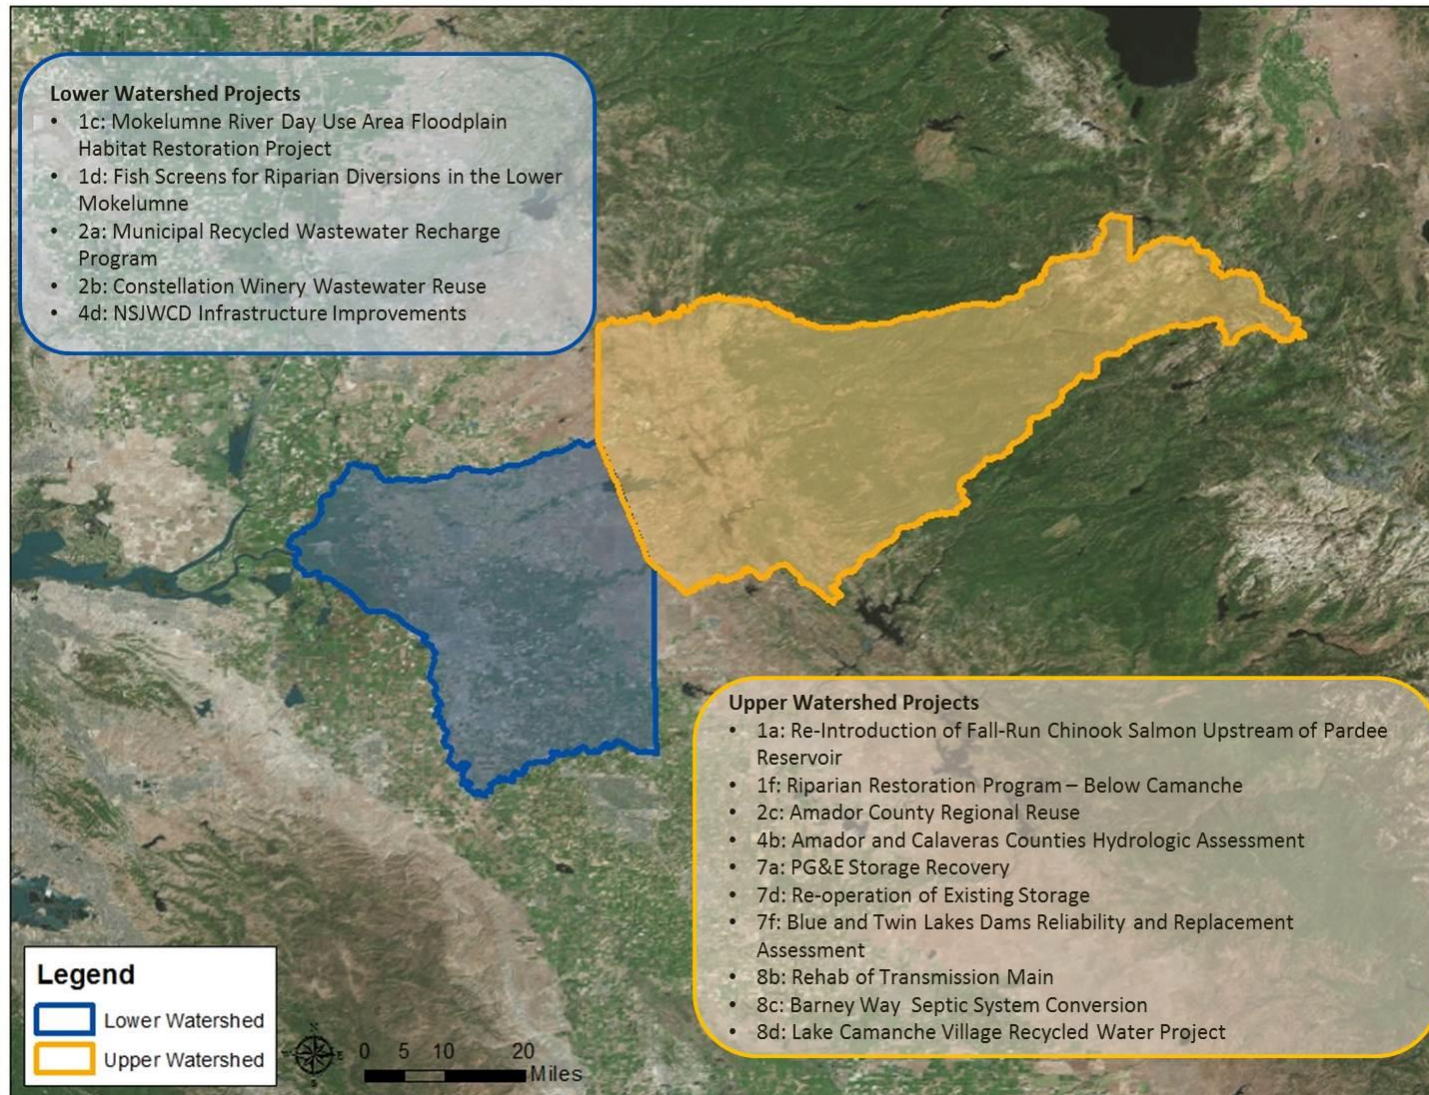 Lower Watershed Projects
• 1c: Mokelumne River Day Use Area Floodplain
Habitat Restoration Project
• 1d: Fish Screens for Riparian Diversions in the Lower
Mokelumne
• 2a: Municipal Recycled Wastewater Recharge
Program
• 2b: Constellation Winery Wastewater Reuse
• 4d: NSJWCD Infrastructure Improvements
Upper Watershed Projects
• 1a: Re-Introduction of Fall-Run Chinook Salmon Upstream of Pardee
Reservoir
• 1f: Riparian Restoration Program – Below Camanche
• 2c: Amador County Regional Reuse
• 4b: Amador and Calaveras Counties Hydrologic Assessment
• 7a: PG&E Storage Recovery
• 7d: Re-operation of Existing Storage
• 7f: Blue and Twin Lakes Dams Reliability and Replacement
Assessment
• 8b: Rehab of Transmission Main
• 8c: Barney Way Septic System Conversion
• 8d: Lake Camanche Village Recycled Water Project
Legend
Lower Watershed
Upper Watershed
N
E
S
0 5 10 20
Miles